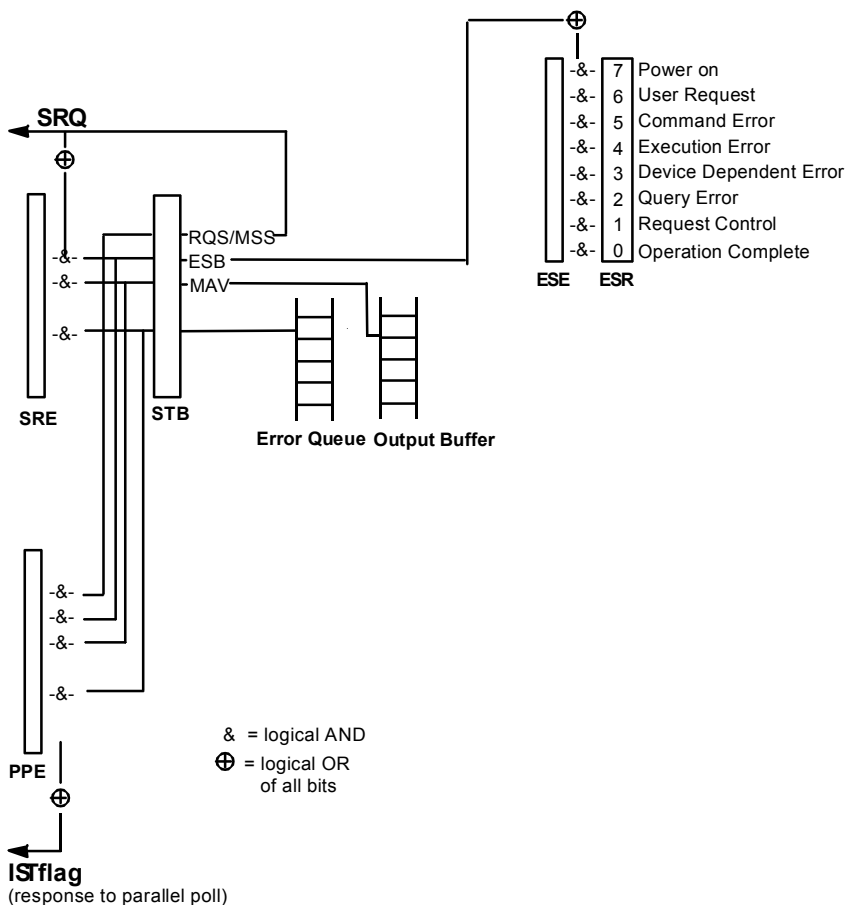 -&- 7 Power on
-&- 6 User Request
-&- 5 Command Error
-&- 4 Execution Error
-&- 3 Device Dependent Error
-&- 2 Query Error
-&- 1 Request Control
-&- 0 Operation Complete
ESE ESR
SRQ
RQS/MSS
-&- ESB
-&- MAV
-&-
SRE STB
Error Queue Output Buffer
-&-
-&-
-&-
-&-
& = logical AND
⊕ = logical OR
of all bits
PPE
ISTflag
(response to parallel poll)